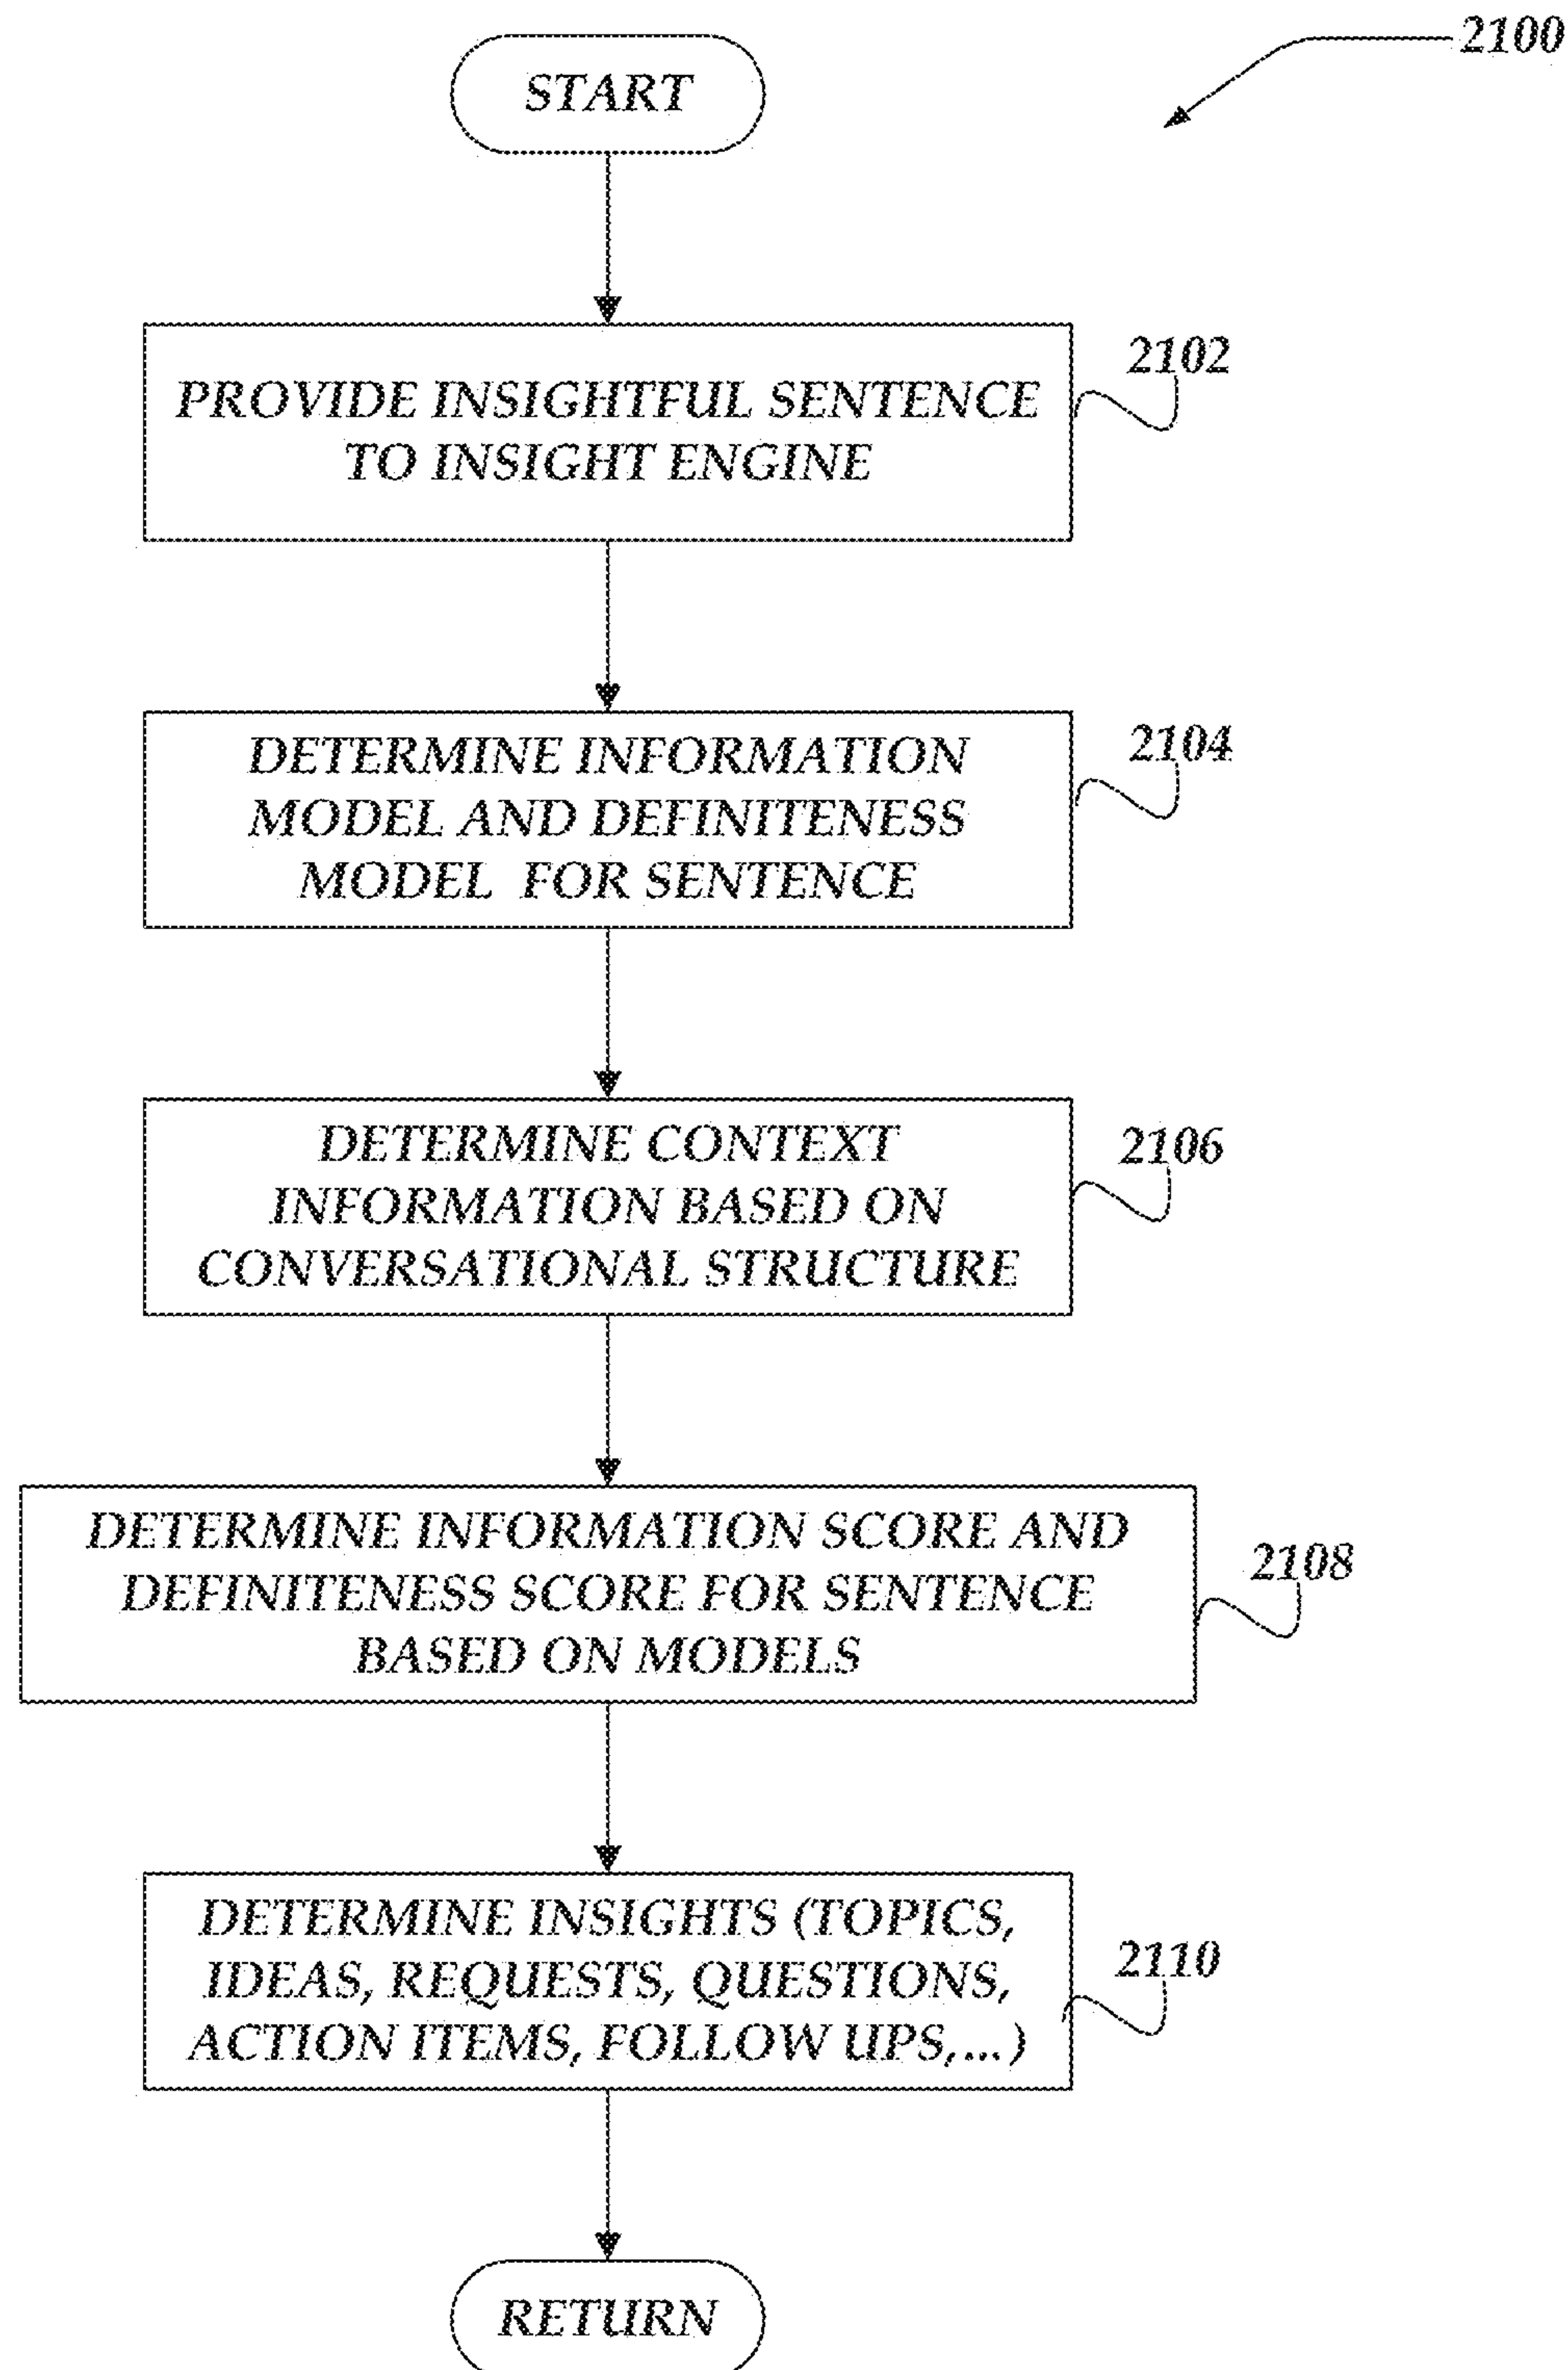 2100
START
2102
PROVIDE INSIGHTFUL SENTENCE
TO INSIGHT ENGINE
2104
DETERMINE INFORMATION
MODEL AND DEFINITENESS
MODEL FOR SENTENCE
2106
DETERMINE CONTEXT
INFORMATION BASED ON
CONVERSATIONAL STRUCTURE
2108
DETERMINE INFORMATION SCORE AND
DEFINITENESS SCORE FOR SENTENCE
BASED ON MODELS
2110
DETERMINE INSIGHTS (TOPICS,
IDEAS, REQUESTS, QUESTIONS,
ACTION ITEMS, FOLLOW UPS,...)
RETURN